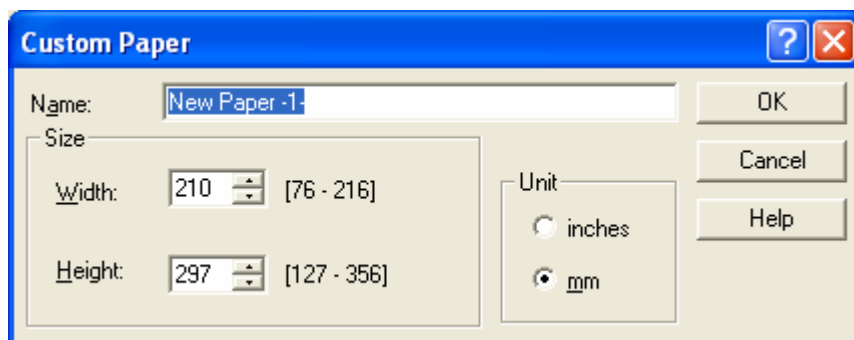 Custom Paper
Name: New Paper -1- OK
Size
Cancel
Width: 210 [76 - 216] Unit
inches Help
Height: 297 [127 - 356] mm